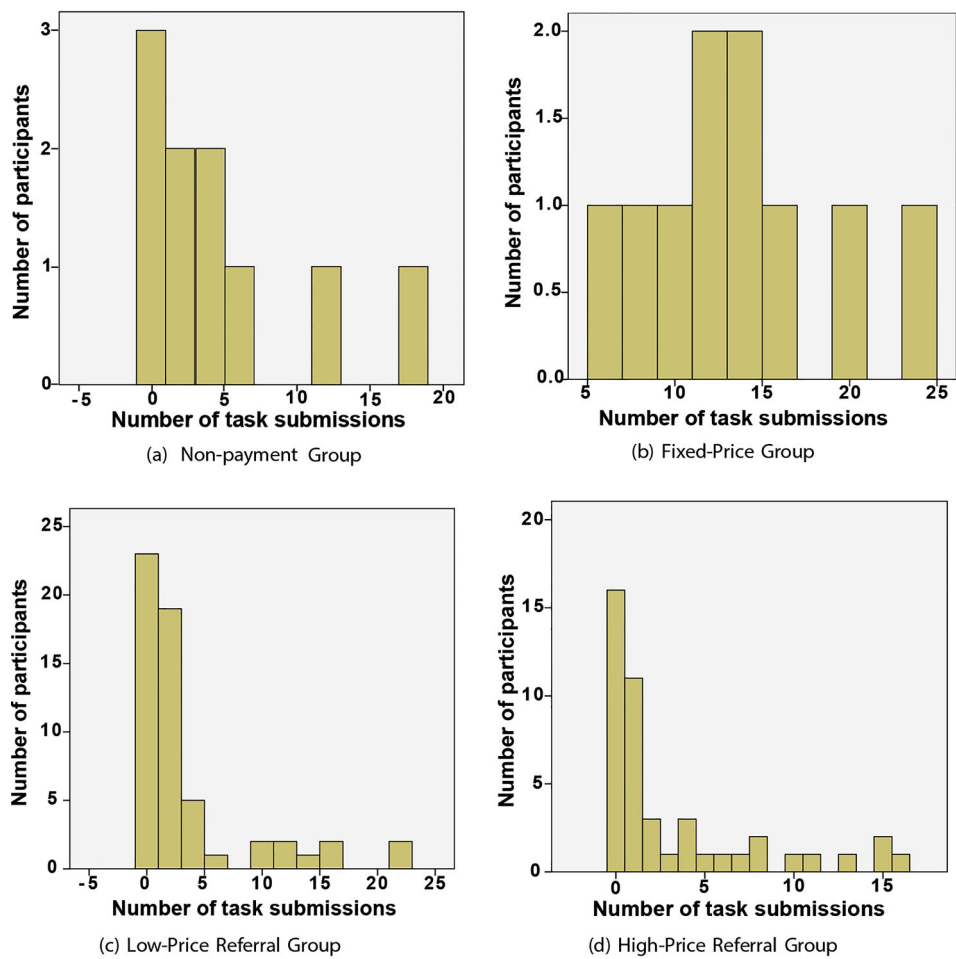 3
2
1
0
Number of participants
-5 0 5 10 15 20
Number of task submissions
(a) Non-payment Group
2.0
1.5
1.0
0.5
0.0
Number of participants
5 10 15 20 25
Number of task submissions
(b) Fixed-Price Group
25
20
15
10
5
0
Number of participants
-5 0 5 10 15 20 25
Number of task submissions
(c) Low-Price Referral Group
20
15
10
5
0
Number of participants
0 5 10 15
Number of task submissions
(d) High-Price Referral Group